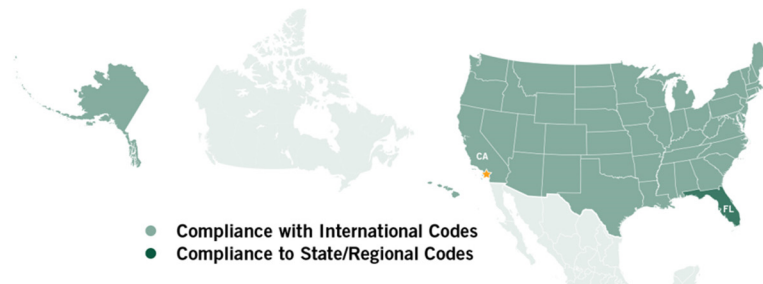 CA
FL
Compliance with International Codes
Compliance to State/Regional Codes